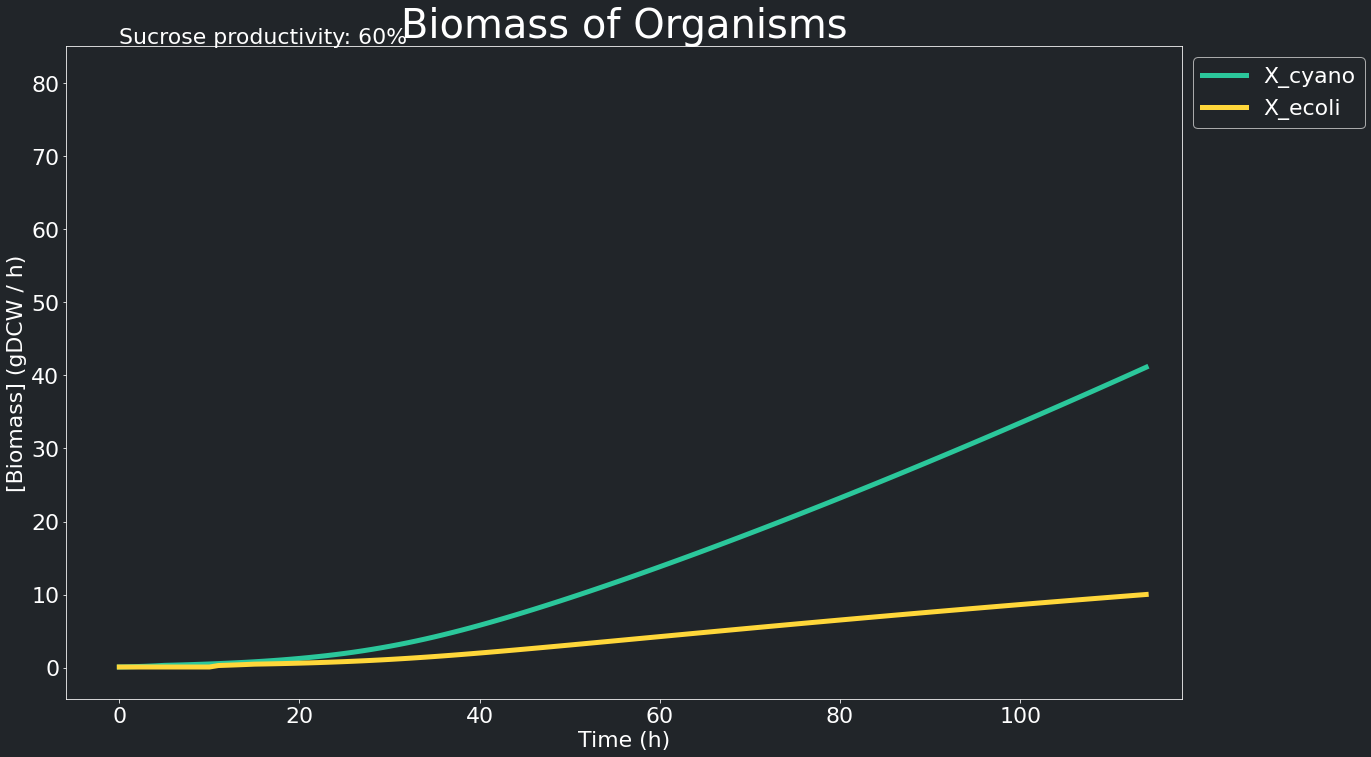 Biomass of Organisms
Sucrose productivity: 60%
X_cyano
X_ecoli
[Biomass] (gDCW / h)
80
70
60
50
40
30
20
10
0
0 20 40 60 80 100
Time (h)